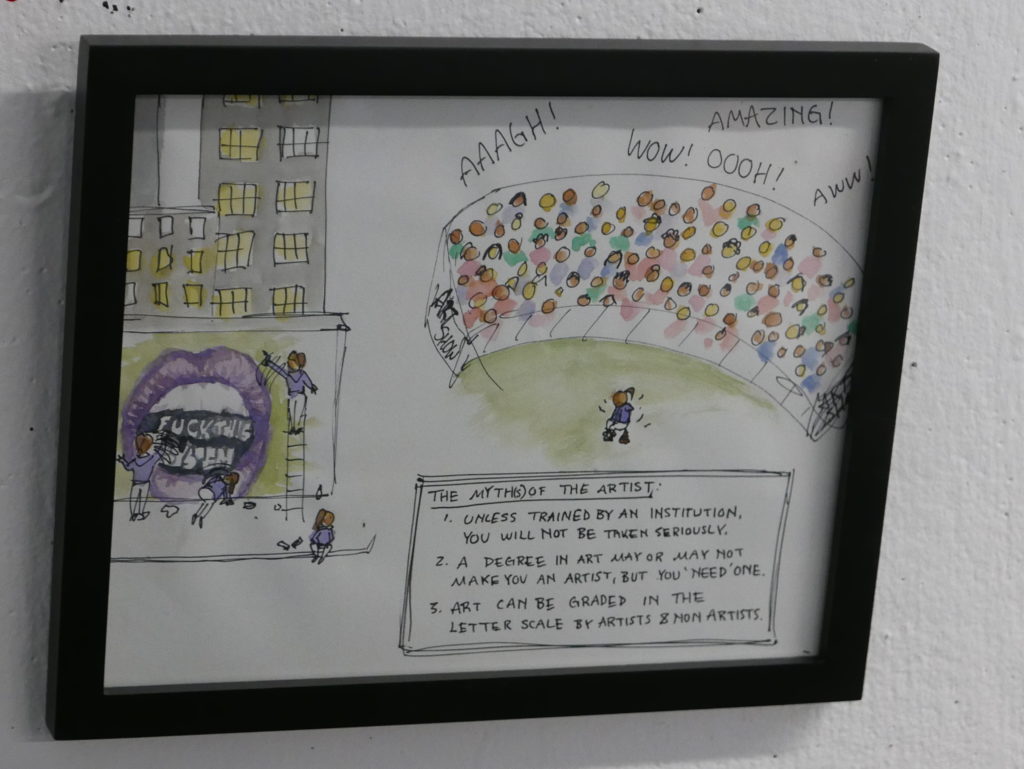 AAAGH!
WOW!
OOOH!
AMAZING!
AWW!
FUCK THIS
THE MYTH(S) OF THE ARTIST:
1. UNLESS TRAINED BY AN INSTITUTION,
YOU WILL NOT BE TAKEN SERIOUSLY.
2. A DEGREE IN ART MAY OR MAY NOT
MAKE YOU AN ARTIST, BUT YOU 'NEED' ONE.
3. ART CAN BE GRADED IN THE
LETTER SCALE BY ARTISTS & NON ARTISTS.